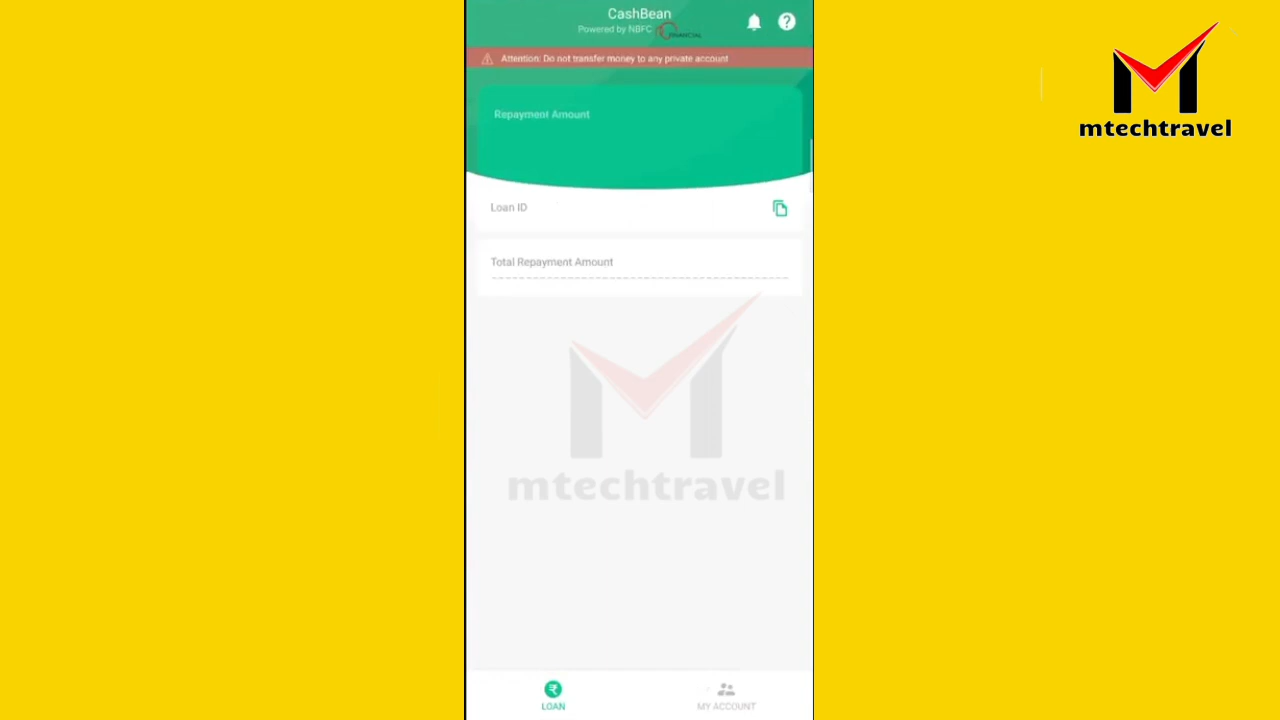 CashBean
Powered by NBFC
mtechtravel
Attention: Do not transfer money to any private account
Repayment Amount
Loan ID
Total Repayment Amount
mtechtravel
LOAN
MY ACCOUNT